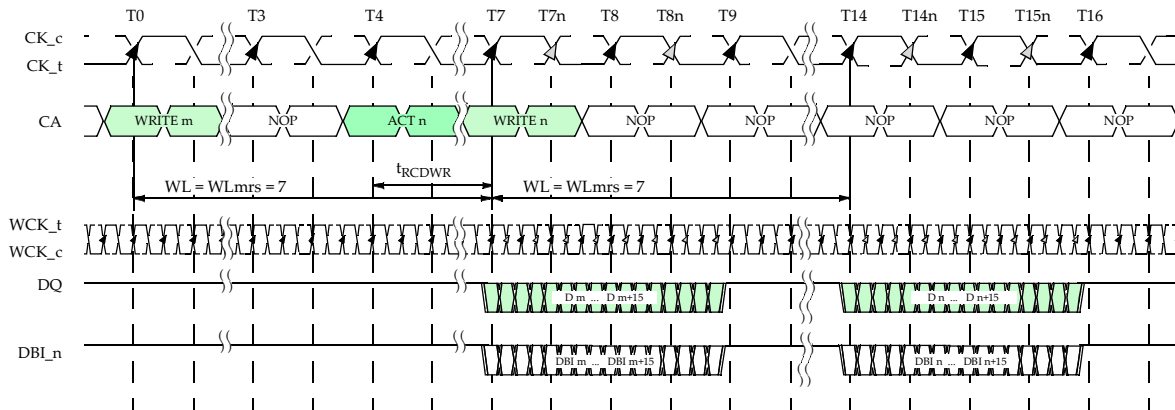 T0 T3 T4 T7 T7n T8 T8n T9 T14 T14n T15 T15n T16
CK_c
CK_t
CA WRITE m NOP ACT n WRITE n NOP NOP NOP NOP NOP
tRCDWR
WL = WLmrs = 7 WL = WLmrs = 7
WCK_t
WCK_c
DQ D m ... D m+15 D n ... D n+15
DBI_n DBI m ... DBI m+15 DBI n ... DBI n+15